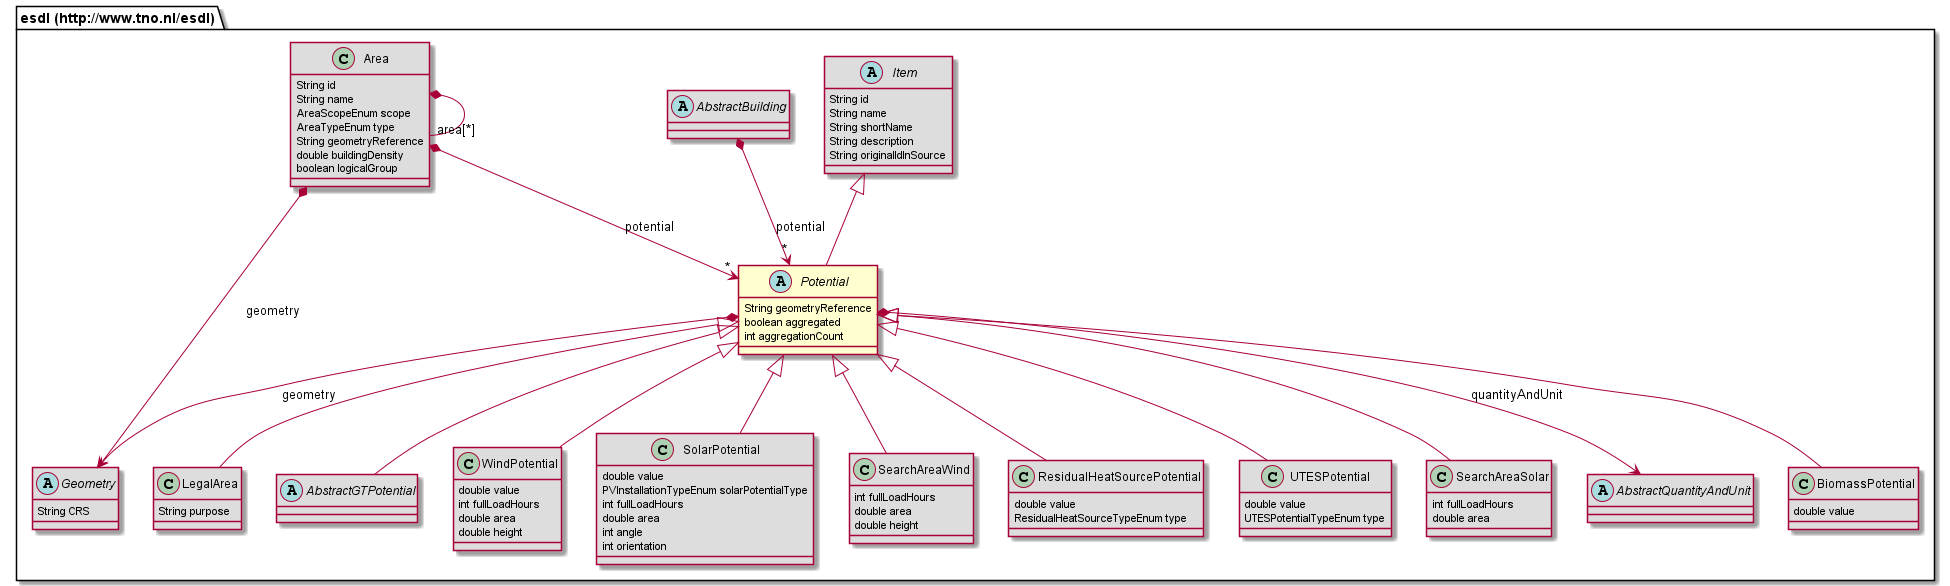 esdl (http://www.tno.nl/esdl)
C Area
String id
String name
AreaScopeEnum scope
AreaTypeEnum type
String geometryReference
double buildingDensity
boolean logicalGroup
area[*]
A AbstractBuilding
A Item
String id
String name
String shortName
String description
String originalIdInSource
potential
*
potential
*
geometry
A Potential
String geometryReference
boolean aggregated
int aggregationCount
geometry
quantityAndUnit
A Geometry
String CRS
C LegalArea
String purpose
A AbstractGTPotential
C WindPotential
double value
int fullLoadHours
double area
double height
C SolarPotential
double value
PVInstallationTypeEnum solarPotentialType
int fullLoadHours
double area
int angle
int orientation
C SearchAreaWind
int fullLoadHours
double area
double height
C ResidualHeatSourcePotential
double value
ResidualHeatSourceTypeEnum type
C UTESPotential
double value
UTESPotentialTypeEnum type
C SearchAreaSolar
int fullLoadHours
double area
A AbstractQuantityAndUnit
C BiomassPotential
double value